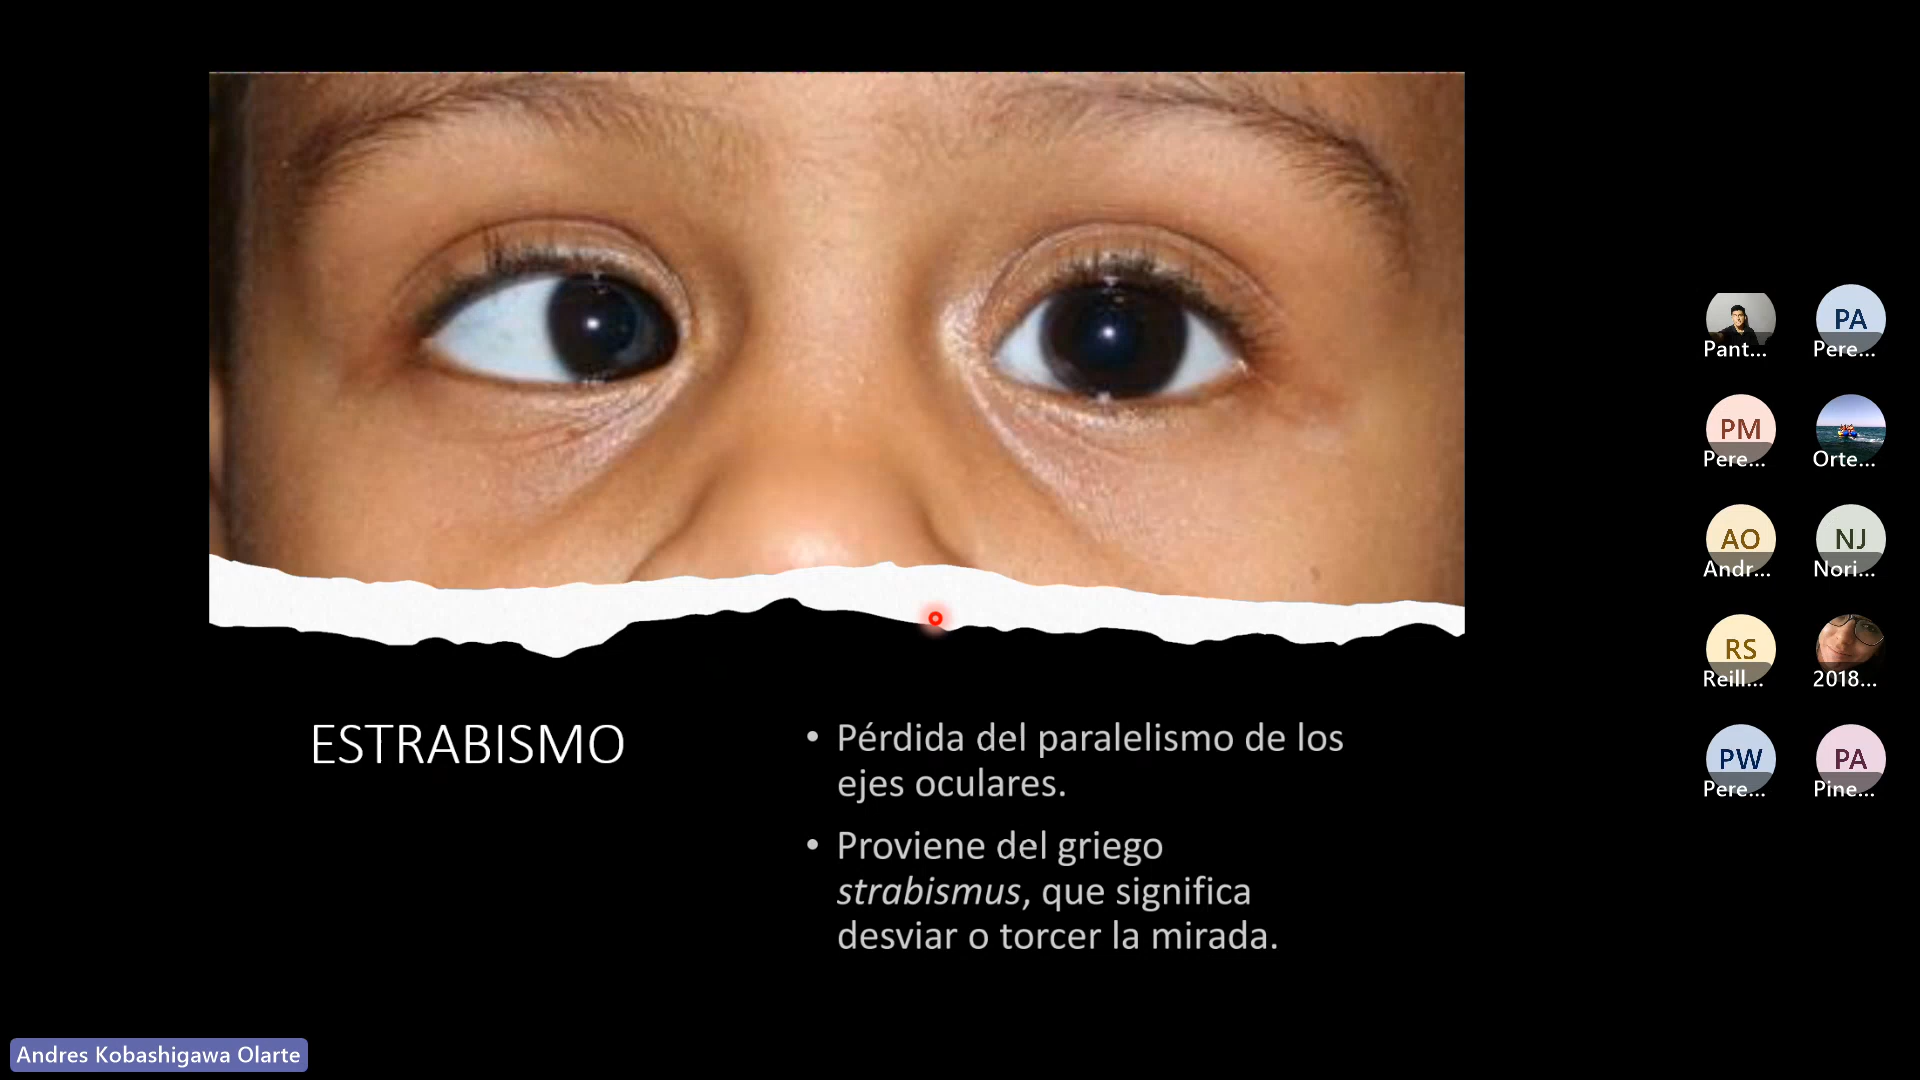 ESTRABISMO
• Pérdida del paralelismo de los
ejes oculares.
• Proviene del griego
strabismus, que significa
desviar o torcer la mirada.
Pant...
PA
Pere...
PM
Pere...
Orte...
AO
Andr...
NJ
Nori...
RS
Reill...
2018...
PW
Pere...
PA
Pine...
Andres Kobashigawa Olarte